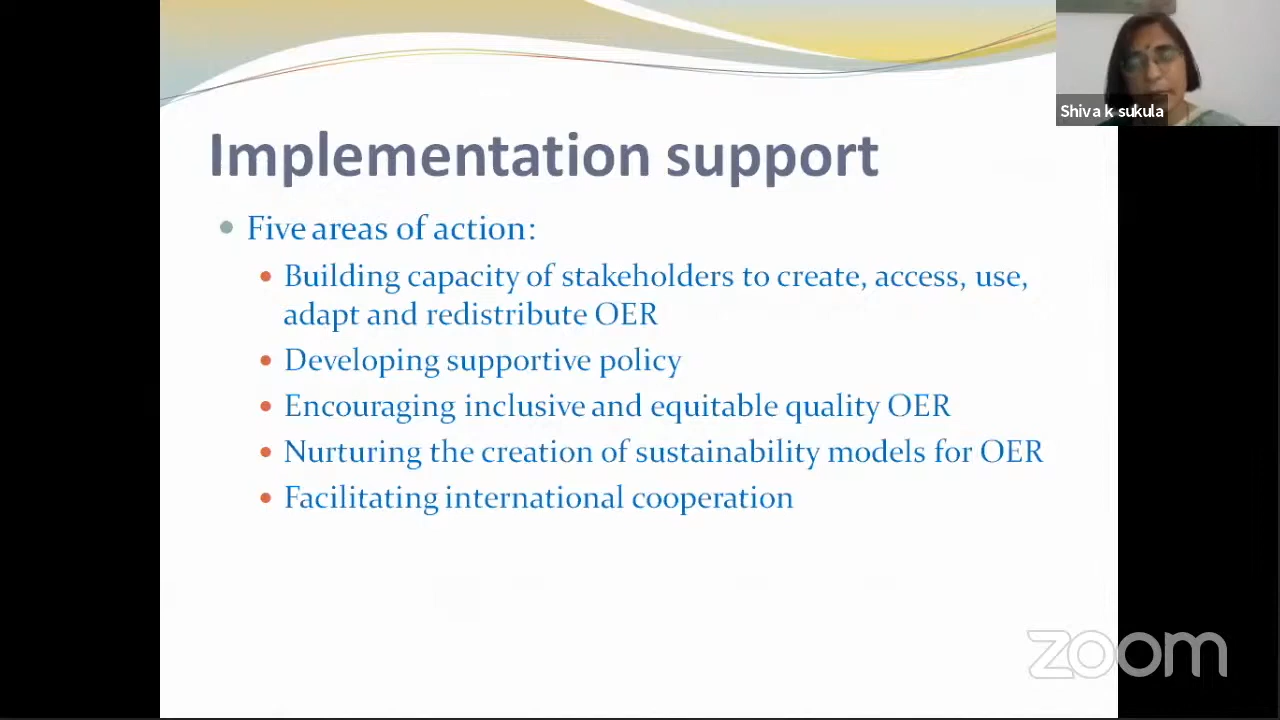 Shiva k sukula
Implementation support
Five areas of action:
Building capacity of stakeholders to create, access, use,
adapt and redistribute OER
Developing supportive policy
Encouraging inclusive and equitable quality OER
Nurturing the creation of sustainability models for OER
Facilitating international cooperation
zoom